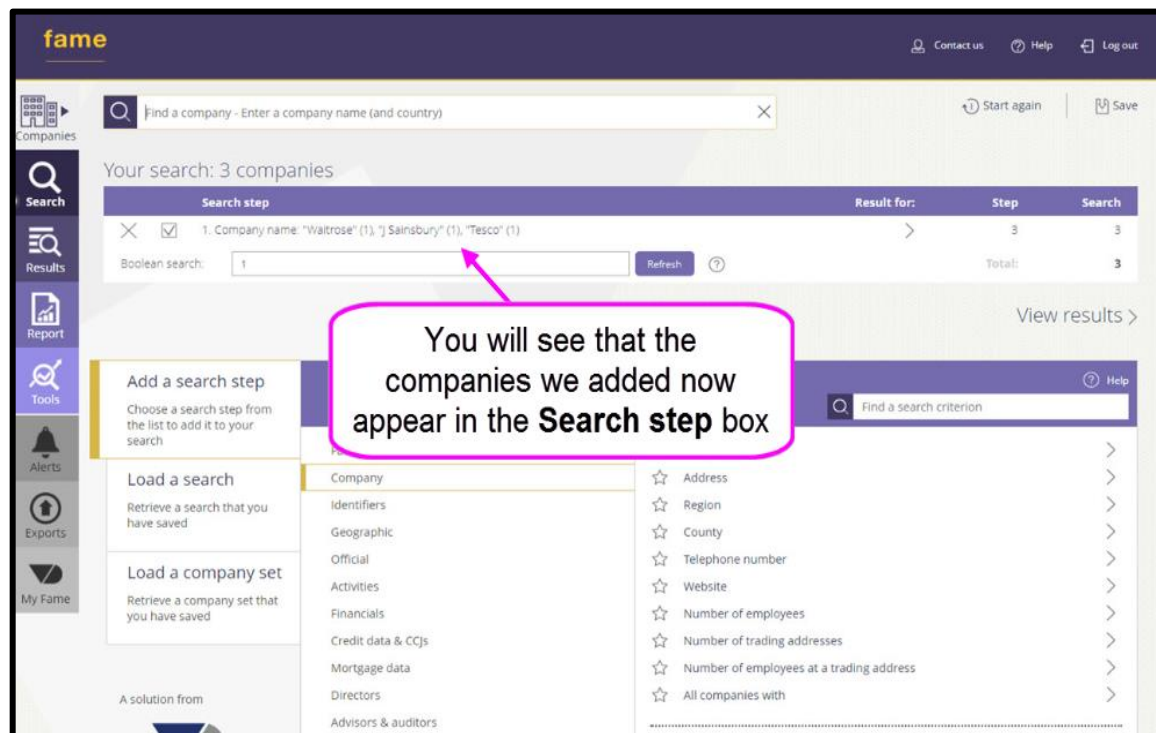 fame
Contact us
Help
Log out
Companies
Find a company - Enter a company name (and country)
Start again
Save
Your search: 3 companies
Search
Search step
Result for:
Step
Search
1. Company name: "Waitrose" (1), "J Sainsbury" (1), "Tesco" (1)
3
3
Results
Boolean search:
1
Refresh
Total:
3
Report
View results
You will see that the
companies we added now
appear in the Search step box
Tools
Add a search step
Choose a search step from
the list to add it to your
search
Help
Find a search criterion
Alerts
Load a search
Retrieve a search that you
have saved
Exports
Load a company set
Retrieve a company set that
you have saved
My Fame
A solution from
Company
Identifiers
Geographic
Official
Activities
Financials
Credit data & CCJs
Mortgage data
Directors
Advisors & auditors
Address
Region
County
Telephone number
Website
Number of employees
Number of trading addresses
Number of employees at a trading address
All companies with